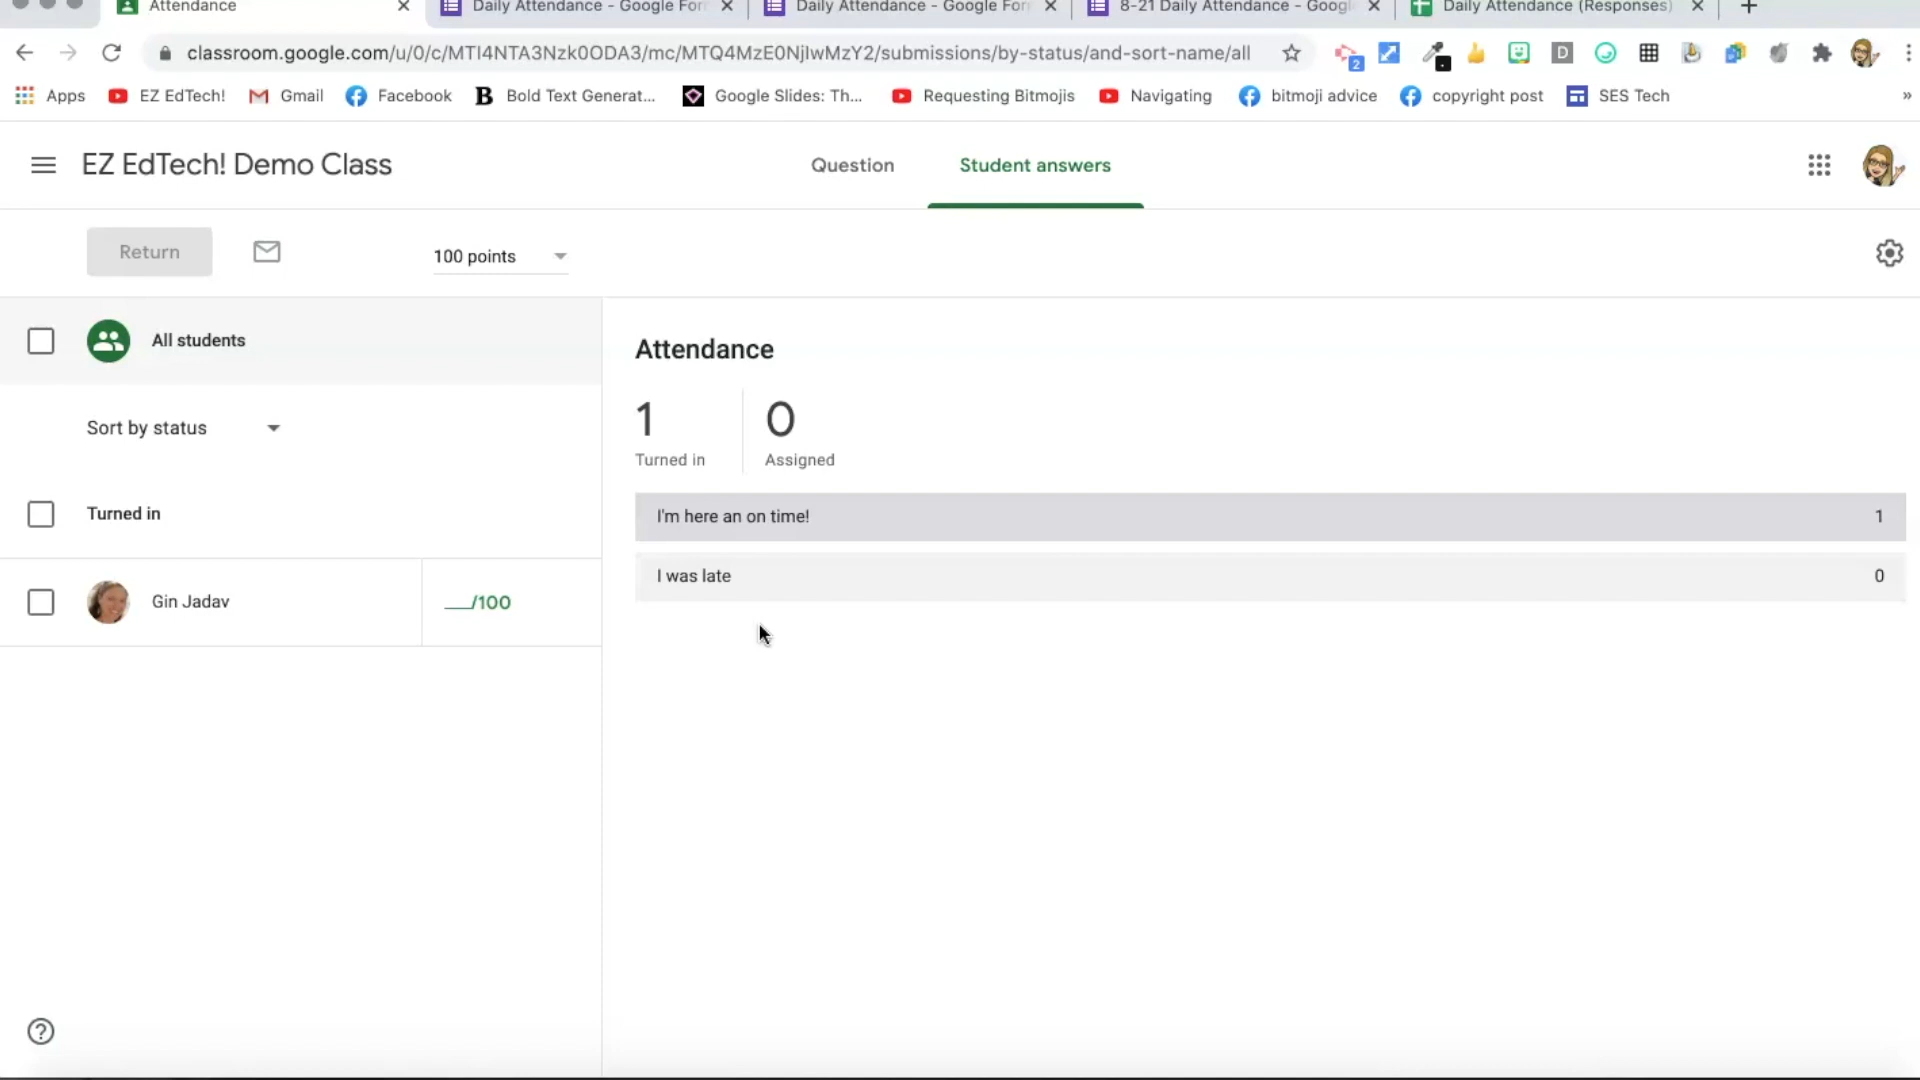 Attendance
Daily Attendance - Google For
Daily Attendance - Google For
8-21 Daily Attendance - Googl
Daily Attendance (Responses)
classroom.google.com/u/0/c/MTI4NTA3Nzk0ODA3/mc/MTQ4MzE0NjIwMzY2/submissions/by-status/and-sort-name/all
2
D
Apps
EZ EdTech!
Gmail
Facebook
B Bold Text Generat...
Google Slides: Th...
Requesting Bitmojis
Navigating
bitmoji advice
copyright post
SES Tech
»
EZ EdTech! Demo Class
Question
Student answers
Return
100 points
All students
Sort by status
Turned in
Gin Jadav
___/100
Attendance
1
Turned in
0
Assigned
I'm here an on time! 1
I was late 0
?